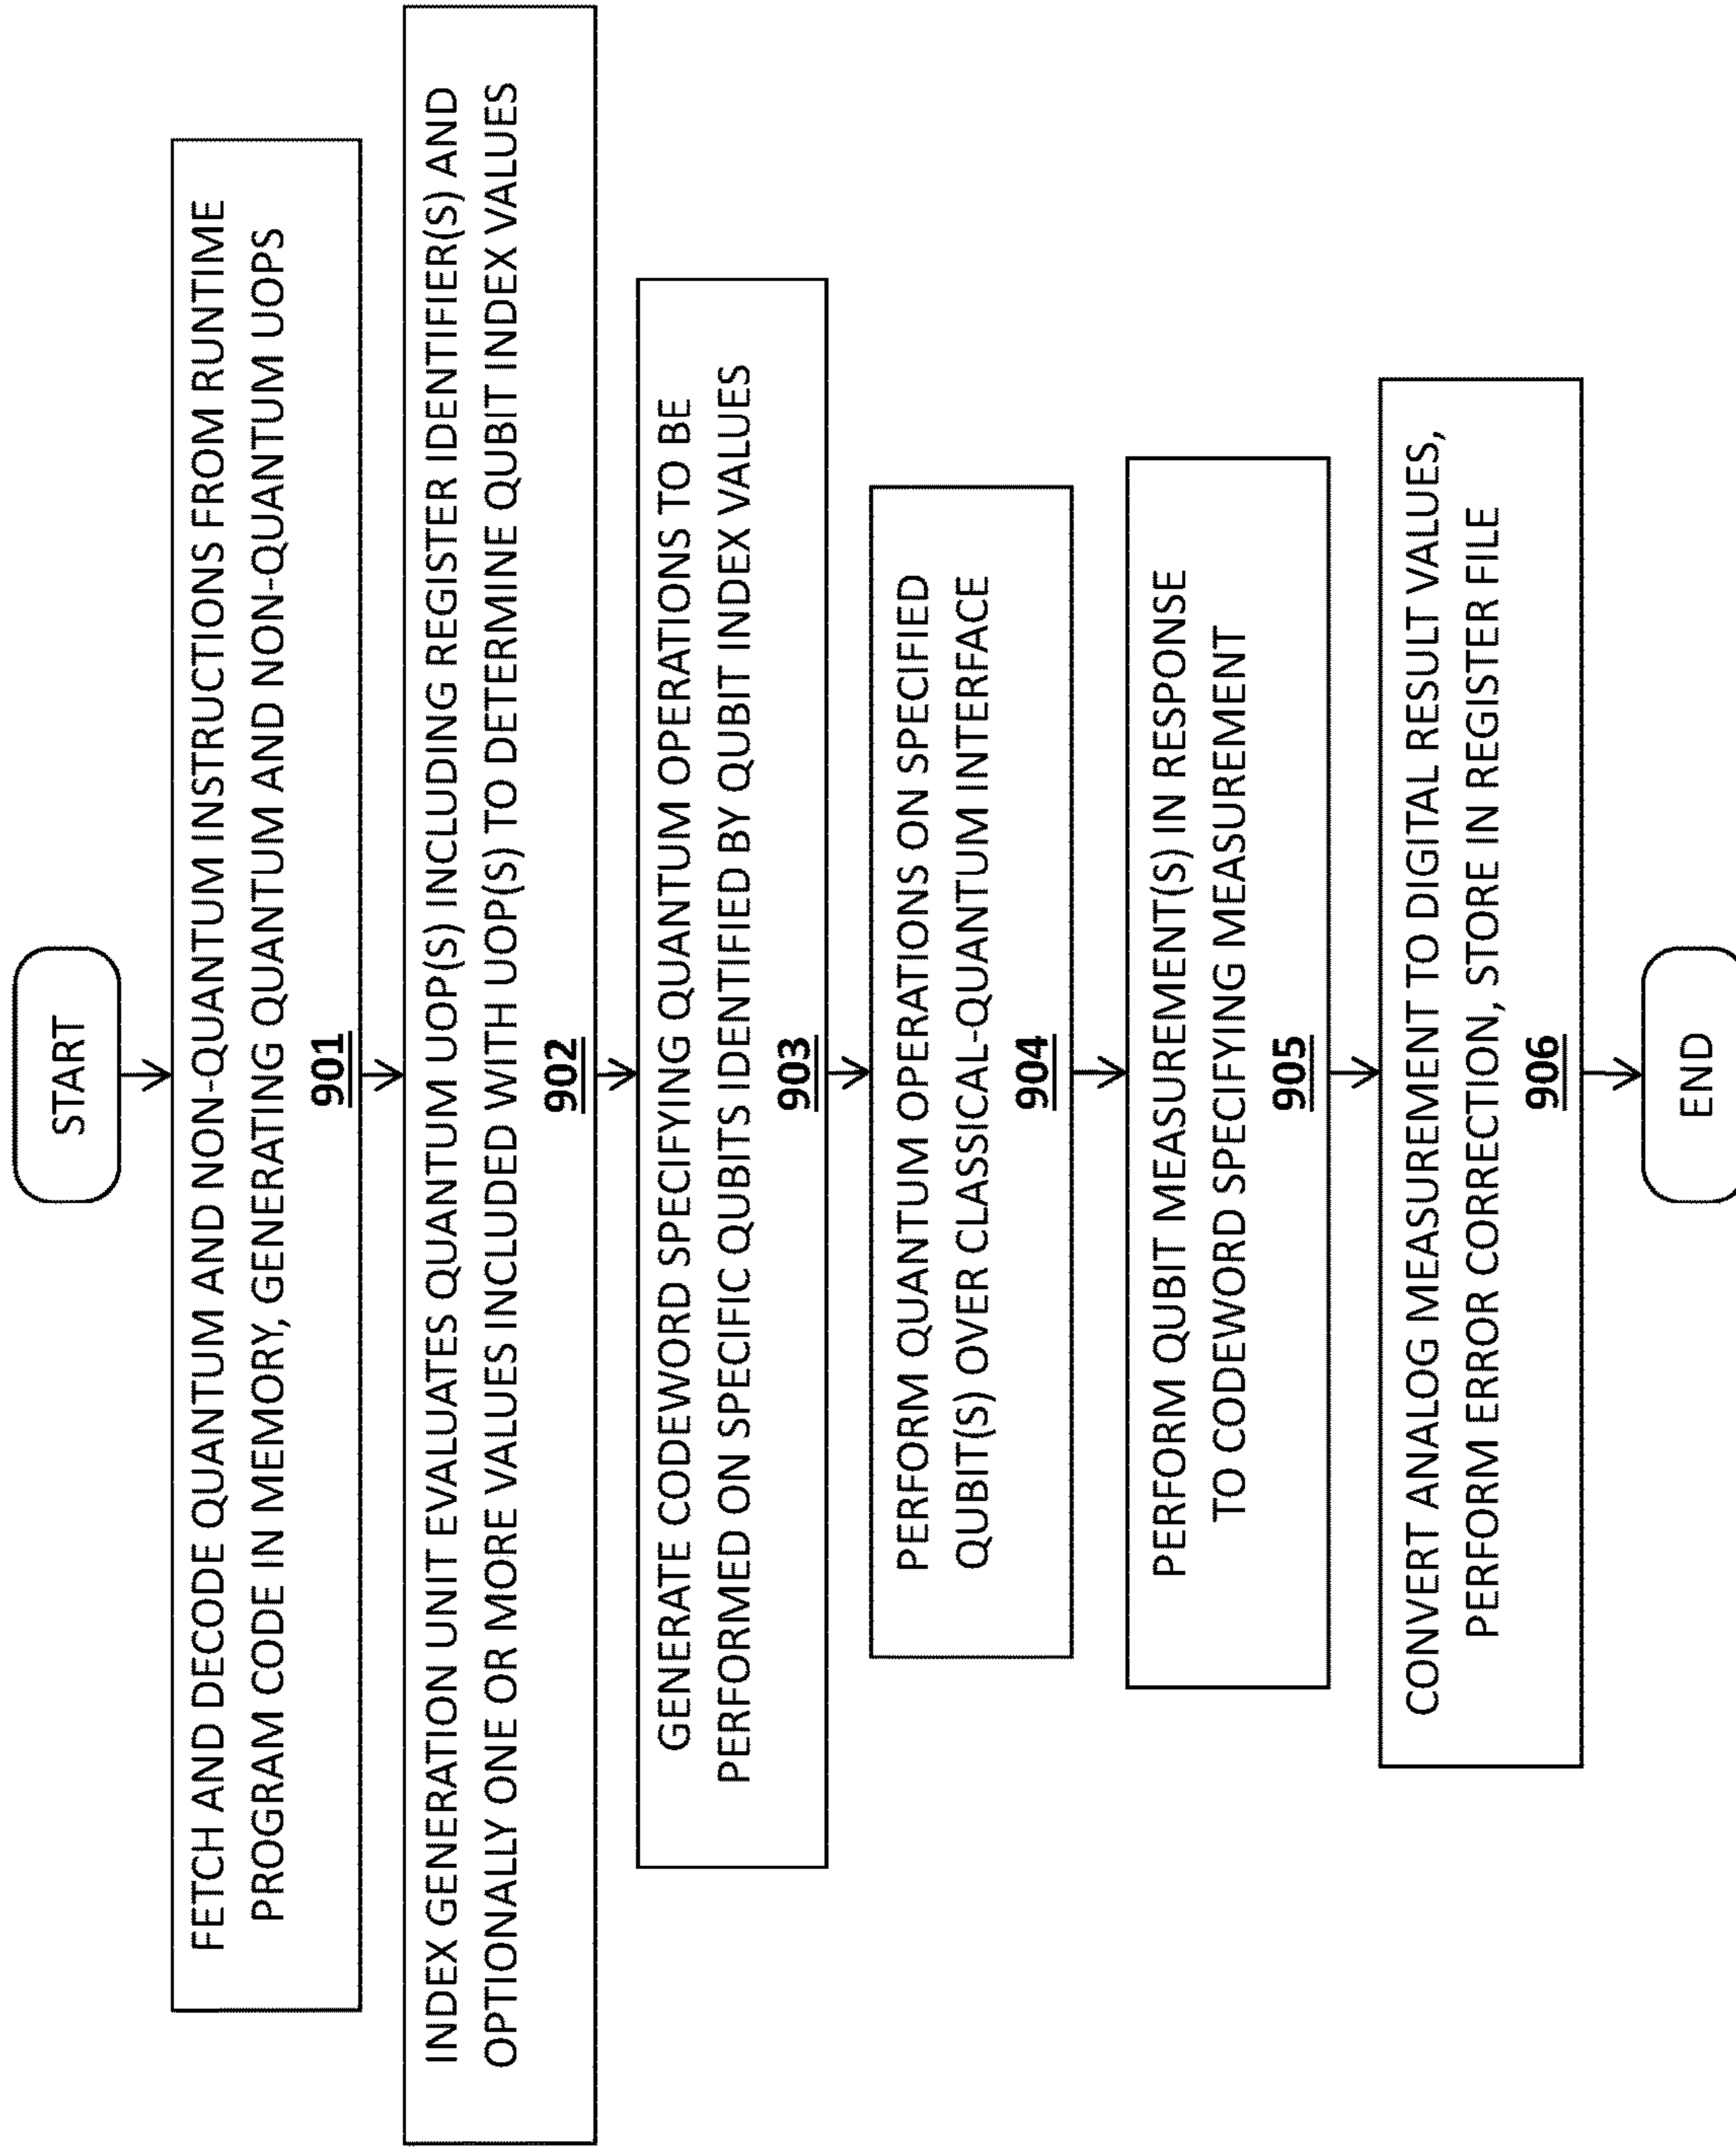 START
FETCH AND DECODE QUANTUM AND NON-QUANTUM INSTRUCTIONS FROM RUNTIME
PROGRAM CODE IN MEMORY, GENERATING QUANTUM AND NON-QUANTUM UOPS
901
INDEX GENERATION UNIT EVALUATES QUANTUM UOP(S) INCLUDING REGISTER IDENTIFIER(S) AND
OPTIONALLY ONE OR MORE VALUES INCLUDED WITH UOP(S) TO DETERMINE QUBIT INDEX VALUES
902
GENERATE CODEWORD SPECIFYING QUANTUM OPERATIONS TO BE
PERFORMED ON SPECIFIC QUBITS IDENTIFIED BY QUBIT INDEX VALUES
903
PERFORM QUANTUM OPERATIONS ON SPECIFIED
QUBIT(S) OVER CLASSICAL-QUANTUM INTERFACE
904
PERFORM QUBIT MEASUREMENT(S) IN RESPONSE
TO CODEWORD SPECIFYING MEASUREMENT
905
CONVERT ANALOG MEASUREMENT TO DIGITAL RESULT VALUES,
PERFORM ERROR CORRECTION, STORE IN REGISTER FILE
906
END